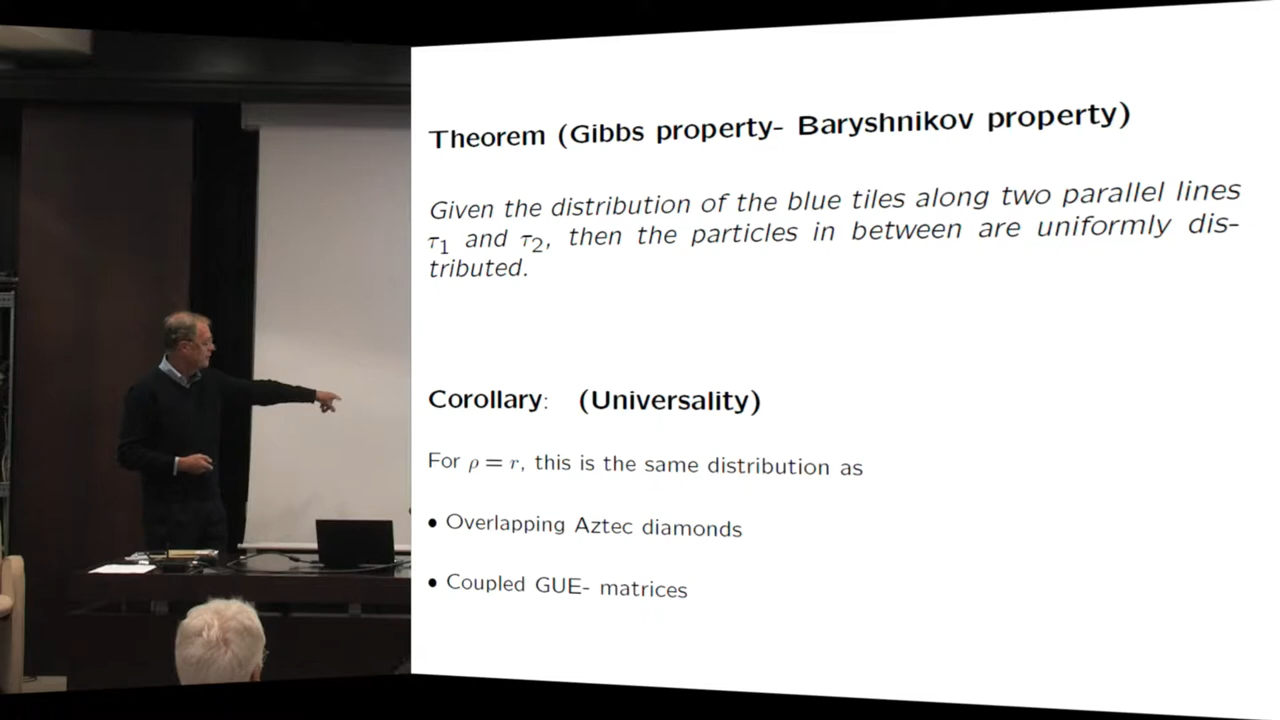 Theorem (Gibbs property- Baryshnikov property)
Given the distribution of the blue tiles along two parallel lines
τ₁ and τ₂, then the particles in between are uniformly dis-
tributed.
Corollary: (Universality)
For ρ = r, this is the same distribution as
• Overlapping Aztec diamonds
• Coupled GUE- matrices